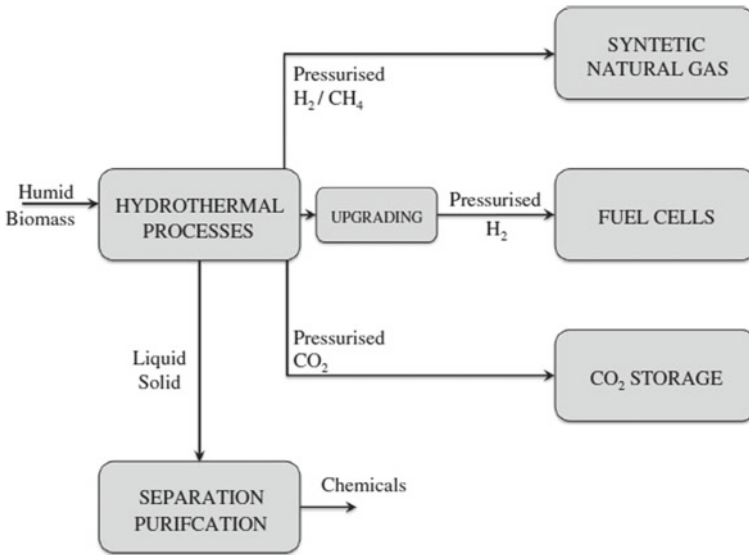 SYNTETIC
NATURAL GAS
Pressurised
H₂ / CH₄
Humid
Biomass
HYDROTHERMAL
PROCESSES
UPGRADING
Pressurised
H₂
FUEL CELLS
Pressurised
CO₂
CO₂ STORAGE
Liquid
Solid
SEPARATION
PURIFCATION
Chemicals